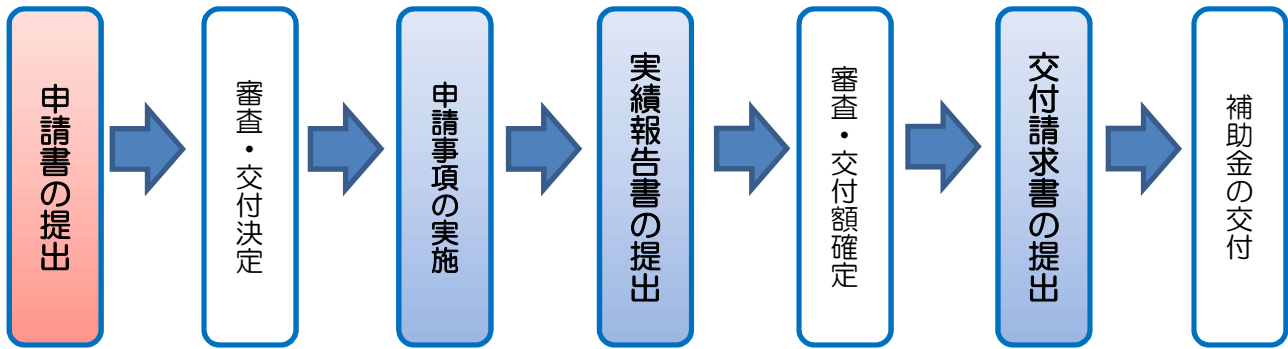 申請書の提出
審査・交付決定
申請事項の実施
実績報告書の提出
審査・交付額確定
交付請求書の提出
補助金の交付